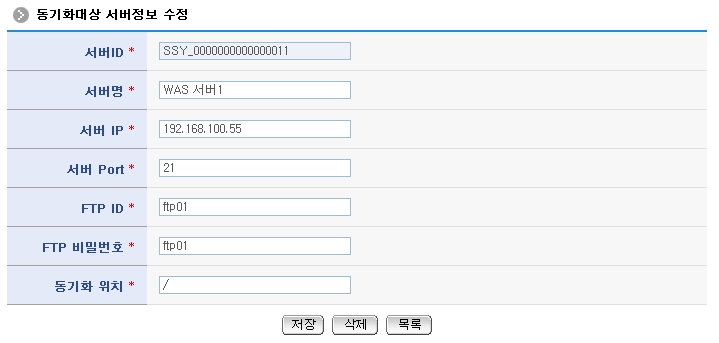 동기화대상 서버정보 수정
서버ID * SSY_0000000000000011
서버명 * WAS 서버1
서버 IP * 192.168.100.55
서버 Port * 21
FTP ID * ftp01
FTP 비밀번호 * ftp01
동기화 위치 * /
저장 삭제 목록